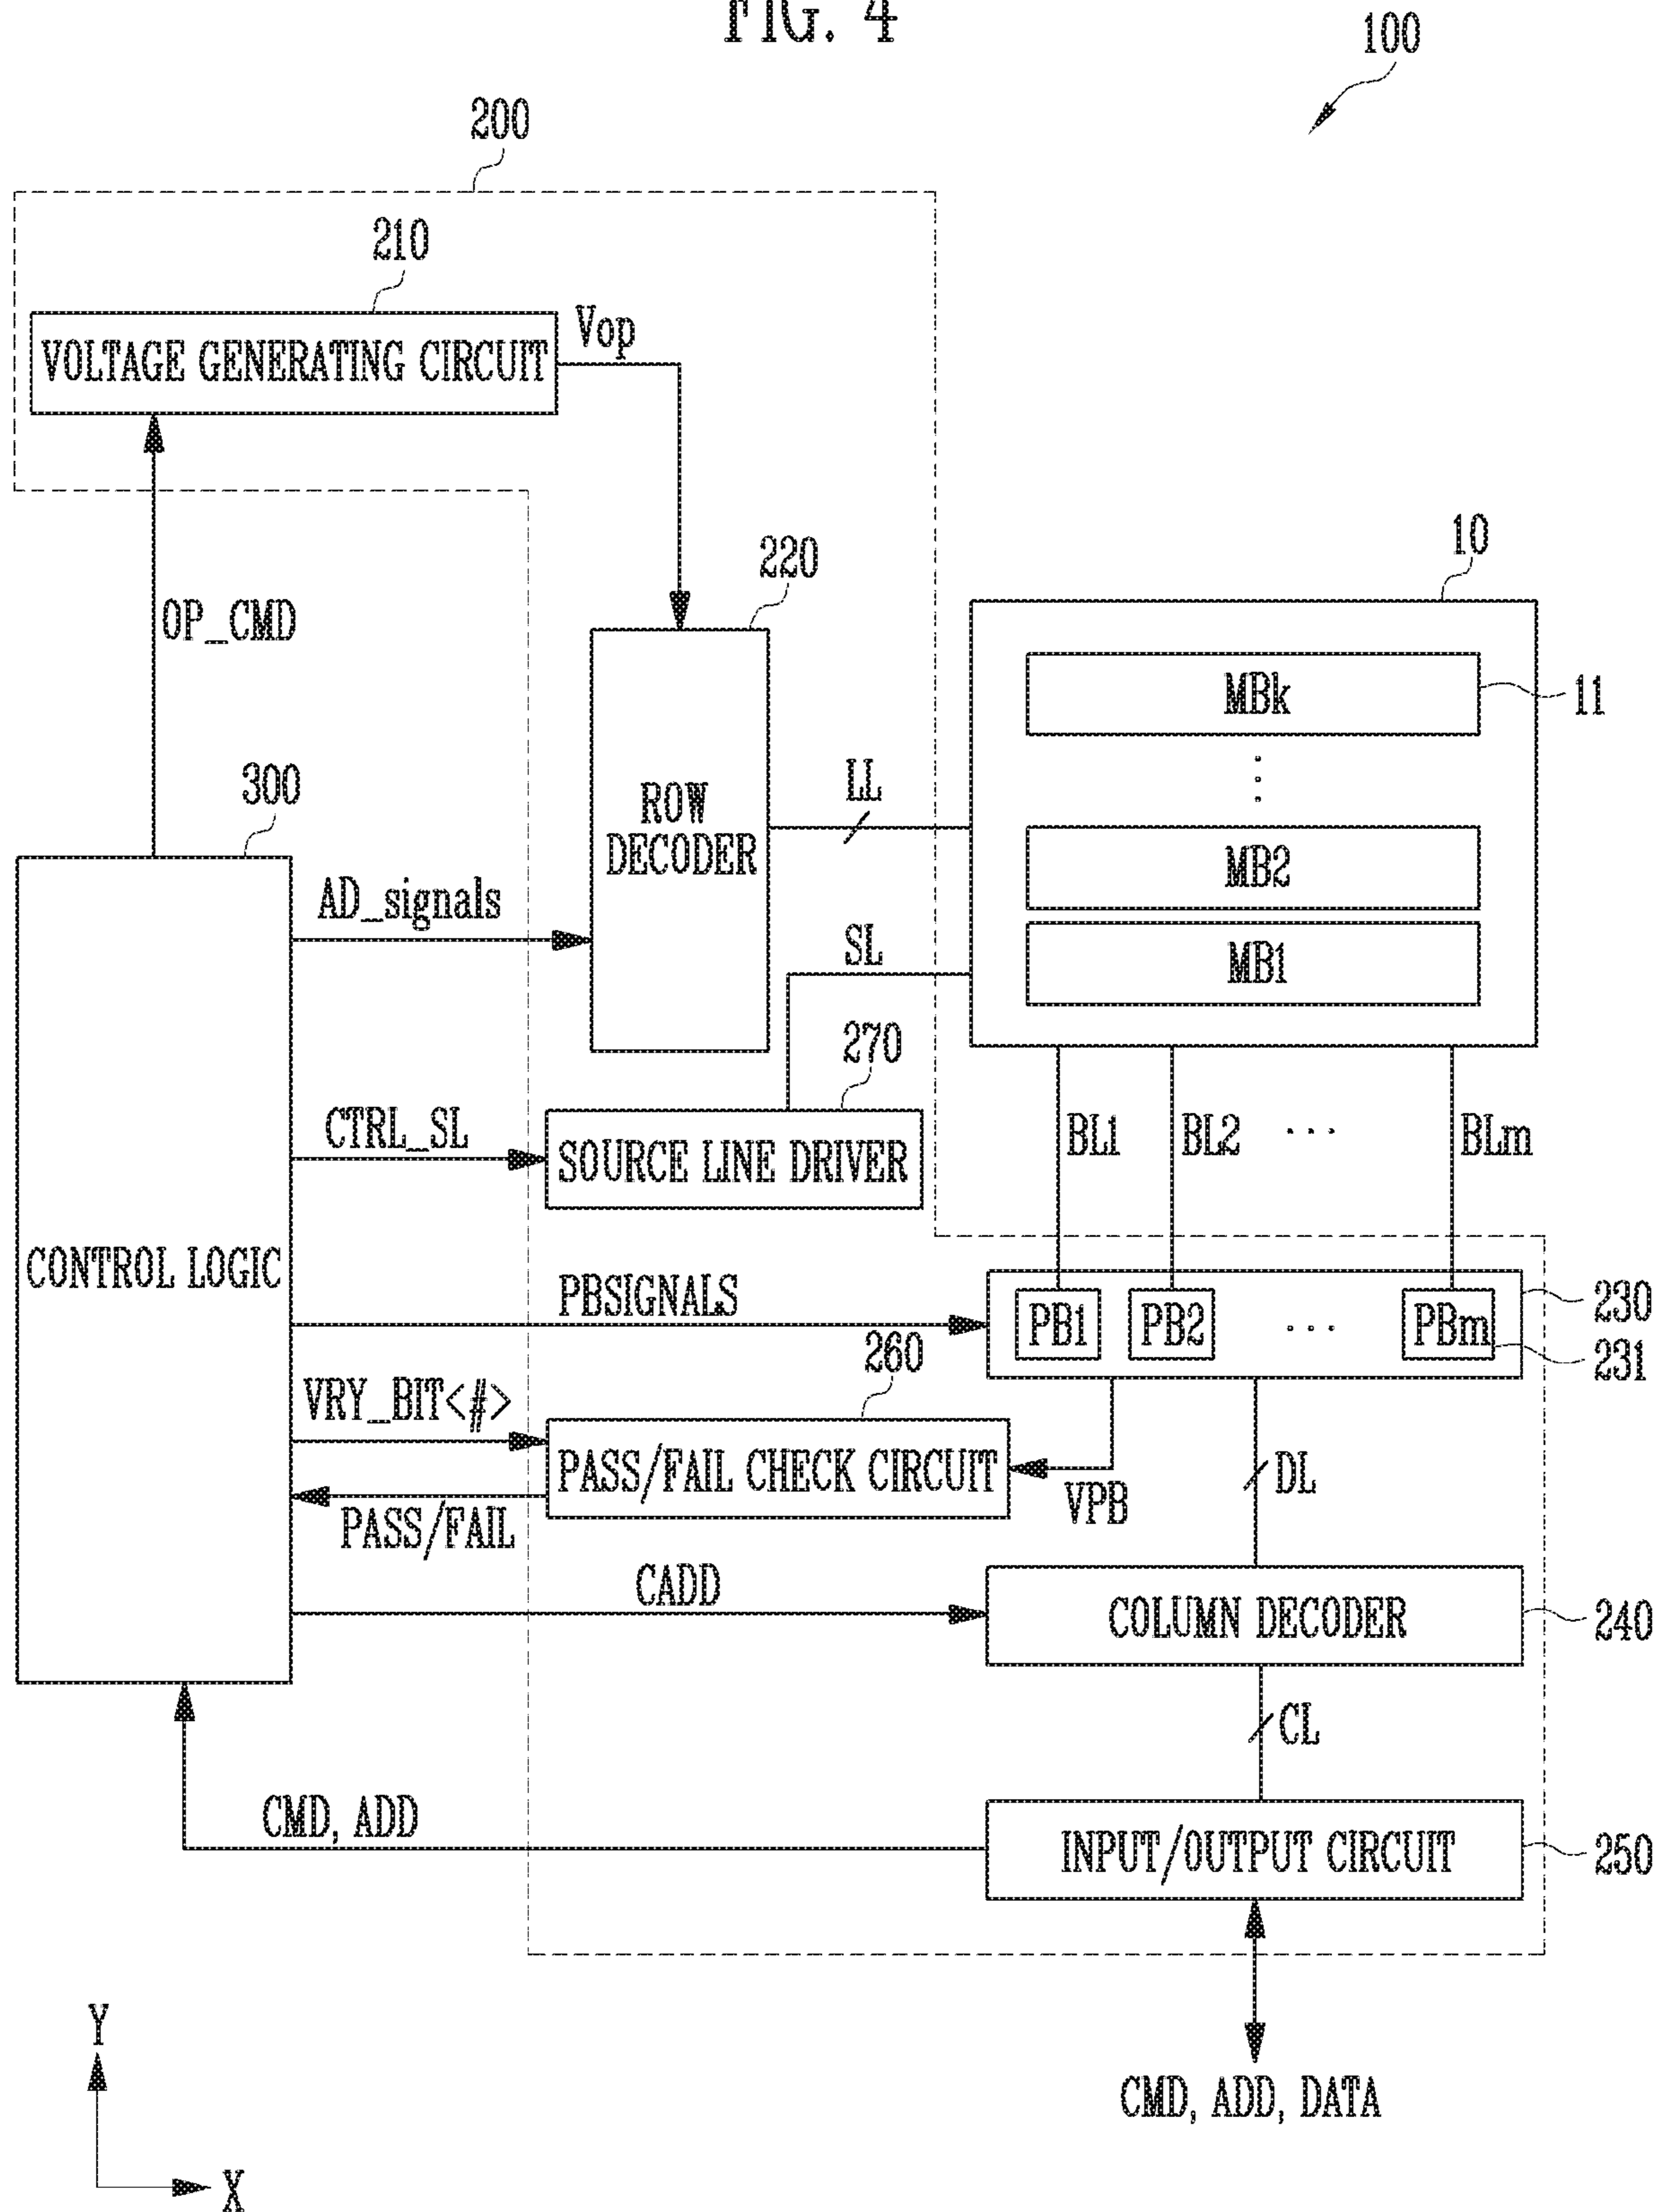 FIG. 4
100
200
210
VOLTAGE GENERATING CIRCUIT
Vop
OP_CMD
220
10
ROW
DECODER
MBk
11
LL
MB2
MB1
300
AD_signals
SL
270
CTRL_SL
SOURCE LINE DRIVER
BL1
BL2
...
BLm
CONTROL LOGIC
PBSIGNALS
PB1
PB2
...
PBm
230
231
260
VRY_BIT<#>
PASS/FAIL CHECK CIRCUIT
VPB
DL
PASS/FAIL
CADD
COLUMN DECODER
240
CL
CMD, ADD
INPUT/OUTPUT CIRCUIT
250
CMD, ADD, DATA
Y
X